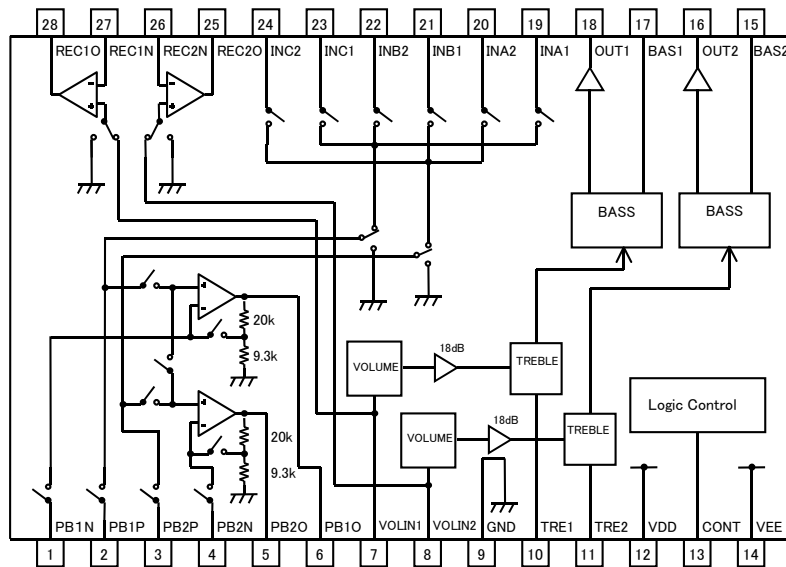 28 27 26 25 24 23 22 21 20 19 18 17 16 15
REC1O REC1N REC2N REC2O INC2 INC1 INB2 INB1 INA2 INA1 OUT1 BAS1 OUT2 BAS2
- + - +
BASS BASS
+ -
20k
9.3k
18dB
VOLUME
TREBLE
Logic Control
+ -
20k
9.3k
18dB
VOLUME
TREBLE
PB1N PB1P PB2P PB2N PB2O PB1O VOLIN1 VOLIN2 GND TRE1 TRE2 VDD CONT VEE
1 2 3 4 5 6 7 8 9 10 11 12 13 14